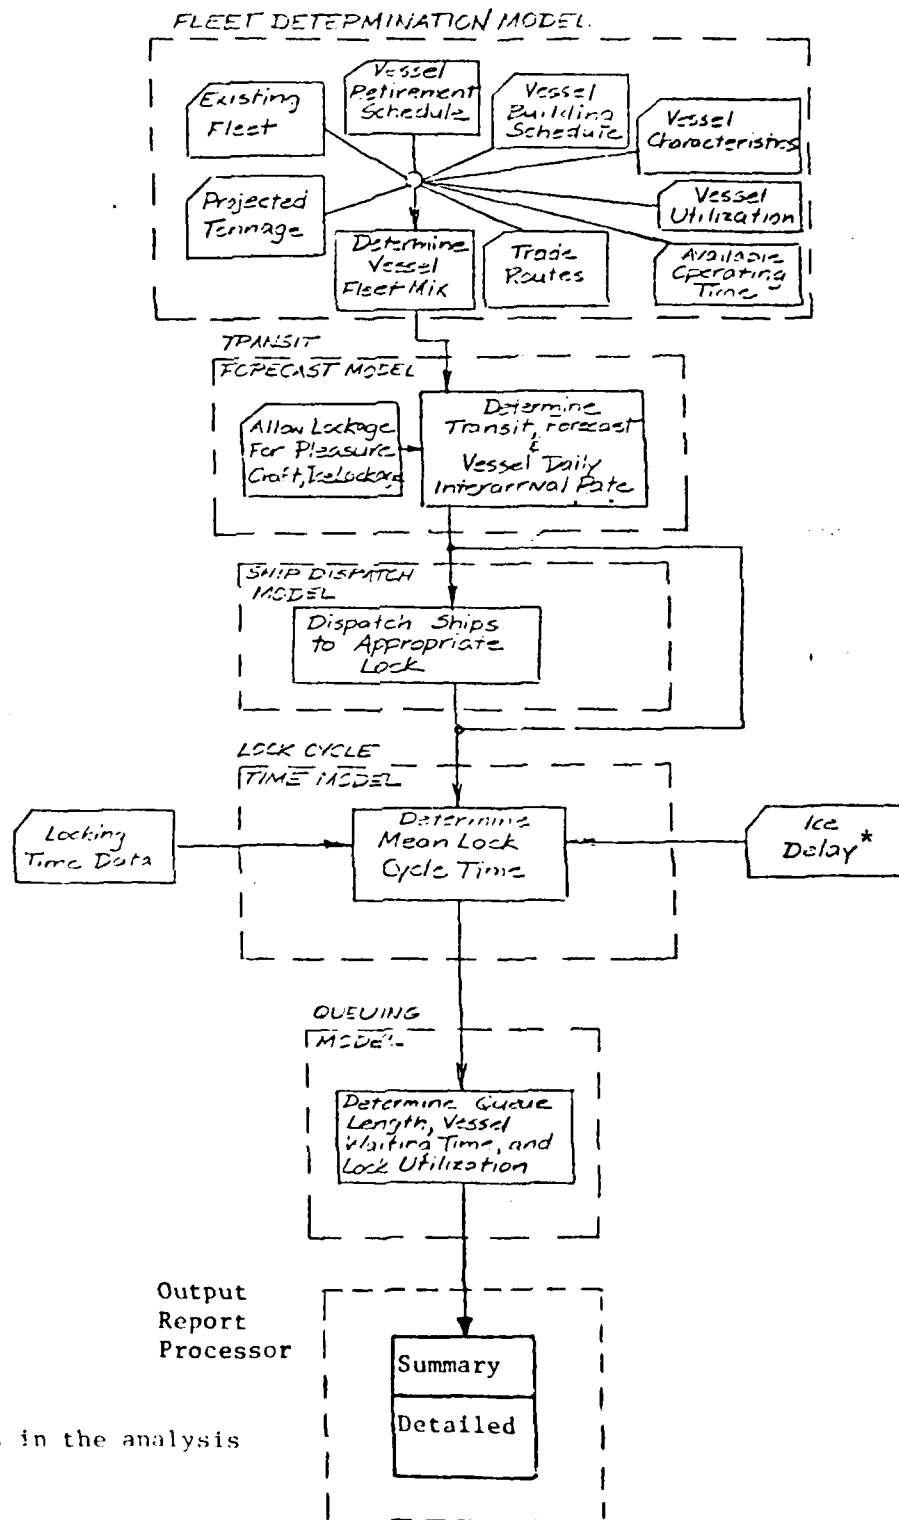 FLEET DETERMINATION MODEL
Existing
Fleet
Vessel
Retirement
Schedule
Vessel
Building
Schedule
Vessel
Characteristics
Projected
Tonnage
Determine
Vessel
Fleet Mix
Trade
Routes
Vessel
Utilization
Available
Operating
Time
TRANSIT
FORECAST MODEL
Allow Lockage
For Pleasure
Craft, Ice Lockage
Determine
Transit, Forecast
&
Vessel Daily
Interarrival Rate
SHIP DISPATCH
MODEL
Dispatch Ships
to Appropriate
Lock
LOCK CYCLE
TIME MODEL
Locking
Time Data
Determine
Mean Lock
Cycle Time
Ice
Delay*
QUEUING
MODEL
Determine Queue
Length, Vessel
Waiting Time, and
Lock Utilization
Output
Report
Processor
Summary
Detailed
in the analysis